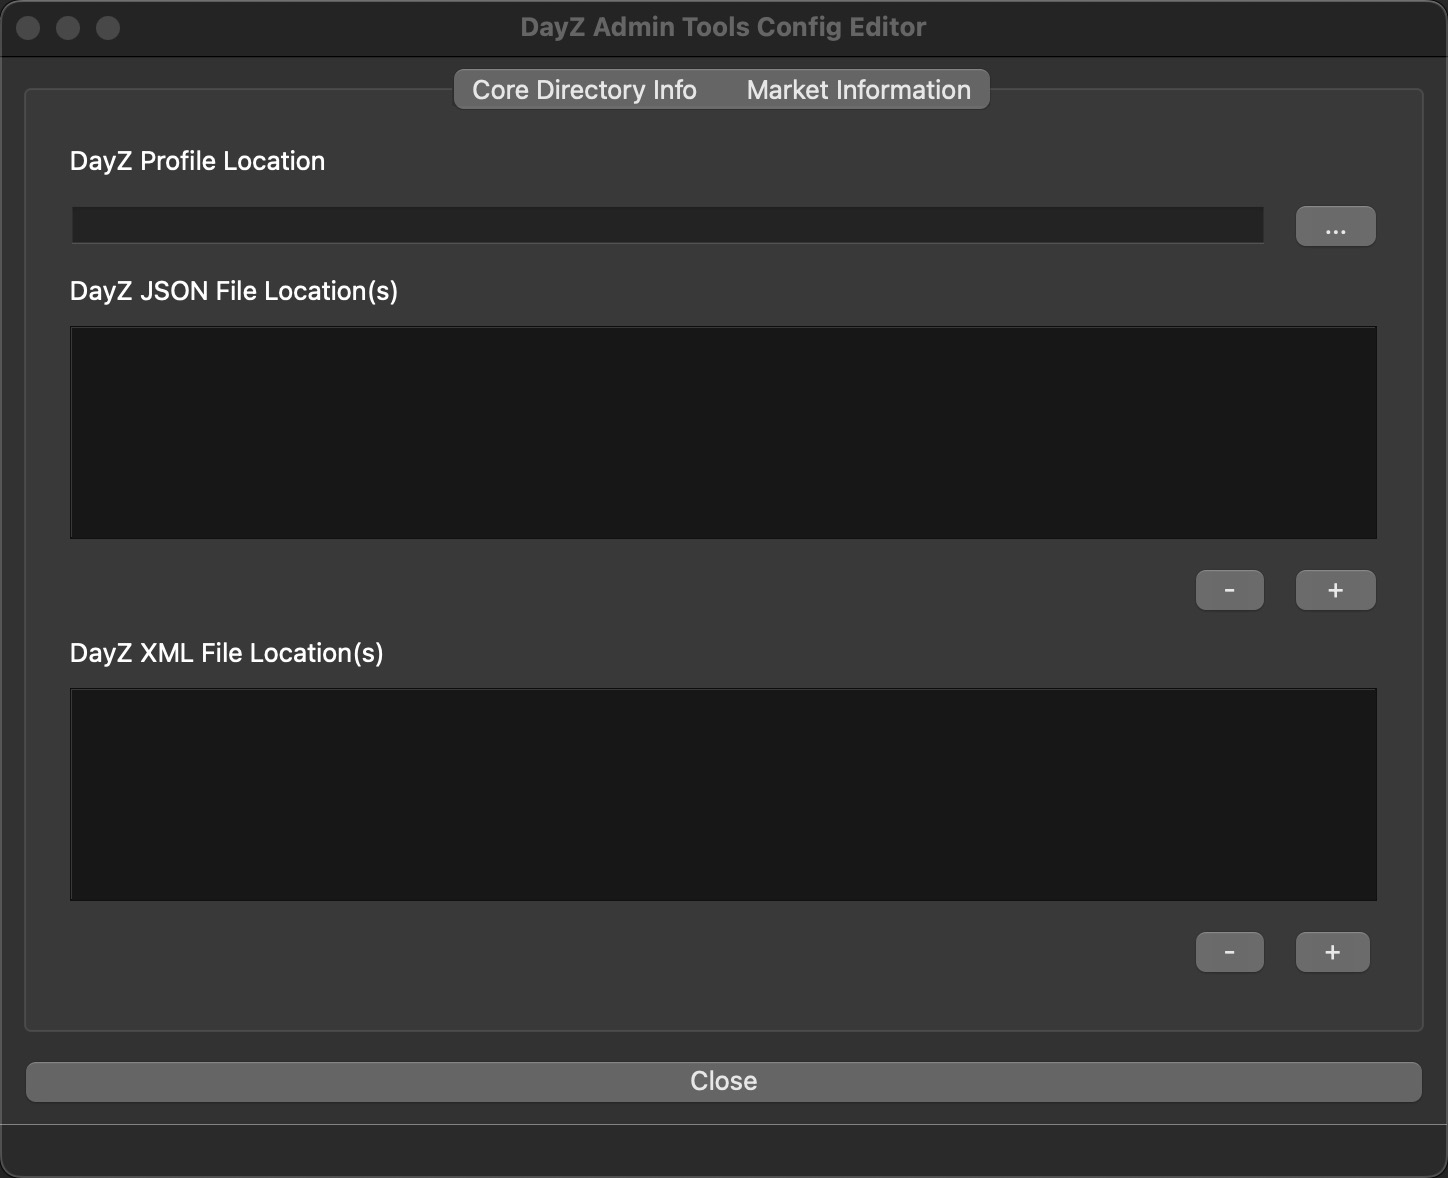 DayZ Admin Tools Config Editor
Core Directory Info Market Information
DayZ Profile Location
...
DayZ JSON File Location(s)
- +
DayZ XML File Location(s)
- +
Close